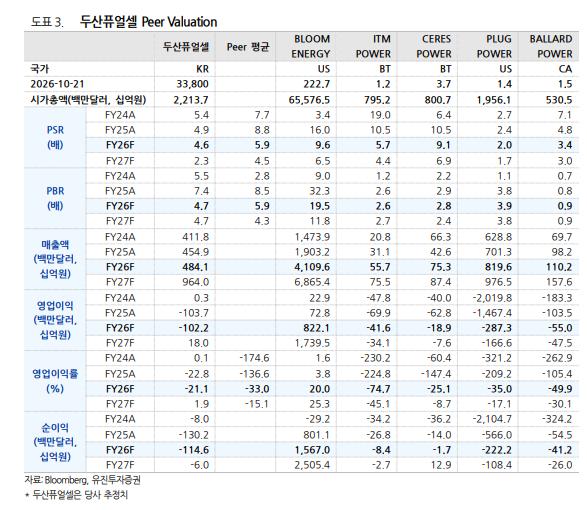 도표 3. 두산퓨얼셀 Peer Valuation
두산퓨얼셀 Peer 평균 BLOOM ENERGY ITM POWER CERES POWER PLUG POWER BALLARD POWER
국가 KR US BT BT US CA
2026-10-21 33,800 222.7 1.2 3.7 1.4 1.5
시가총액(백만달러, 십억원) 2,213.7 65,576.5 795.2 800.7 1,956.1 530.5
PSR (배) FY24A 5.4 7.7 3.4 19.0 6.4 2.7 7.1
FY25A 4.9 8.8 16.0 10.5 10.5 2.4 4.8
FY26F 4.6 5.9 9.6 5.7 9.1 2.0 3.4
FY27F 2.3 4.5 6.5 4.4 6.9 1.7 3.0
PBR (배) FY24A 5.5 2.8 9.0 1.2 2.2 1.1 0.7
FY25A 7.4 8.5 32.3 2.6 2.9 3.8 0.8
FY26F 4.7 5.9 19.5 2.6 2.8 3.9 0.9
FY27F 4.7 4.3 11.8 2.7 2.4 3.8 0.9
매출액 (백만달러, 십억원) FY24A 411.8 1,473.9 20.8 66.3 628.8 69.7
FY25A 454.9 1,903.2 31.1 42.6 701.3 98.2
FY26F 484.1 4,109.6 55.7 75.3 819.6 110.2
FY27F 964.0 6,865.4 75.5 87.4 976.5 157.6
영업이익 (백만달러, 십억원) FY24A 0.3 22.9 -47.8 -40.0 -2,019.8 -183.3
FY25A -103.7 72.8 -69.9 -62.8 -1,467.4 -103.5
FY26F -102.2 822.1 -41.6 -18.9 -287.3 -55.0
FY27F 18.0 1,739.5 -34.1 -7.6 -166.6 -47.5
영업이익률 (%) FY24A 0.1 -174.6 1.6 -230.2 -60.4 -321.2 -262.9
FY25A -22.8 -136.6 3.8 -224.8 -147.4 -209.2 -105.4
FY26F -21.1 -33.0 20.0 -74.7 -25.1 -35.0 -49.9
FY27F 1.9 -15.1 25.3 -45.1 -8.7 -17.1 -30.1
순이익 (백만달러, 십억원) FY24A -8.0 -29.2 -34.2 -36.2 -2,104.7 -324.2
FY25A -130.2 801.1 -26.8 -14.0 -566.0 -54.5
FY26F -114.6 1,567.0 -8.4 -1.7 -222.2 -41.2
FY27F -6.0 2,505.4 -2.7 12.9 -108.4 -26.0
자료: Bloomberg, 유진투자증권
* 두산퓨얼셀은 당사 추정치